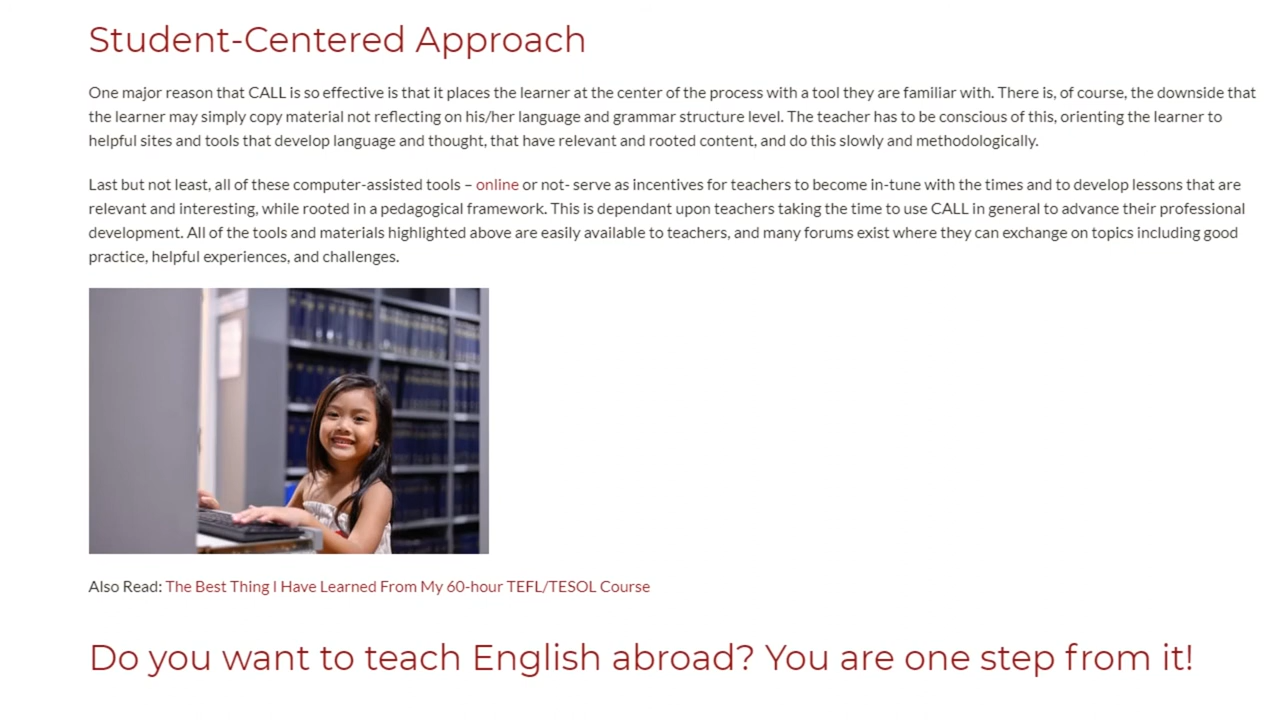 Student-Centered Approach
One major reason that CALL is so effective is that it places the learner at the center of the process with a tool they are familiar with. There is, of course, the downside that
the learner may simply copy material not reflecting on his/her language and grammar structure level. The teacher has to be conscious of this, orienting the learner to
helpful sites and tools that develop language and thought, that have relevant and rooted content, and do this slowly and methodologically.
Last but not least, all of these computer-assisted tools – online or not- serve as incentives for teachers to become in-tune with the times and to develop lessons that are
relevant and interesting, while rooted in a pedagogical framework. This is dependant upon teachers taking the time to use CALL in general to advance their professional
development. All of the tools and materials highlighted above are easily available to teachers, and many forums exist where they can exchange on topics including good
practice, helpful experiences, and challenges.
Also Read: The Best Thing I Have Learned From My 60-hour TEFL/TESOL Course
Do you want to teach English abroad? You are one step from it!